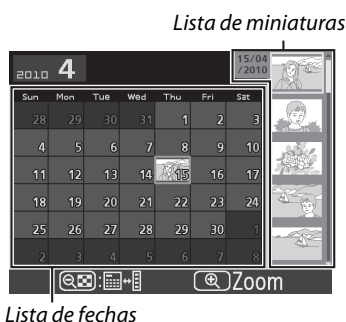 Lista de miniaturas
2010 4
15/04
/2010
Sun Mon Tue Wed Thu Fri Sat
28 29 30 31 1 2 3
4 5 6 7 8 9 10
11 12 13 14 15 16 17
18 19 20 21 22 23 24
25 26 27 28 29 30 1
2 3 4 5 6 7 8
: Zoom
Lista de fechas